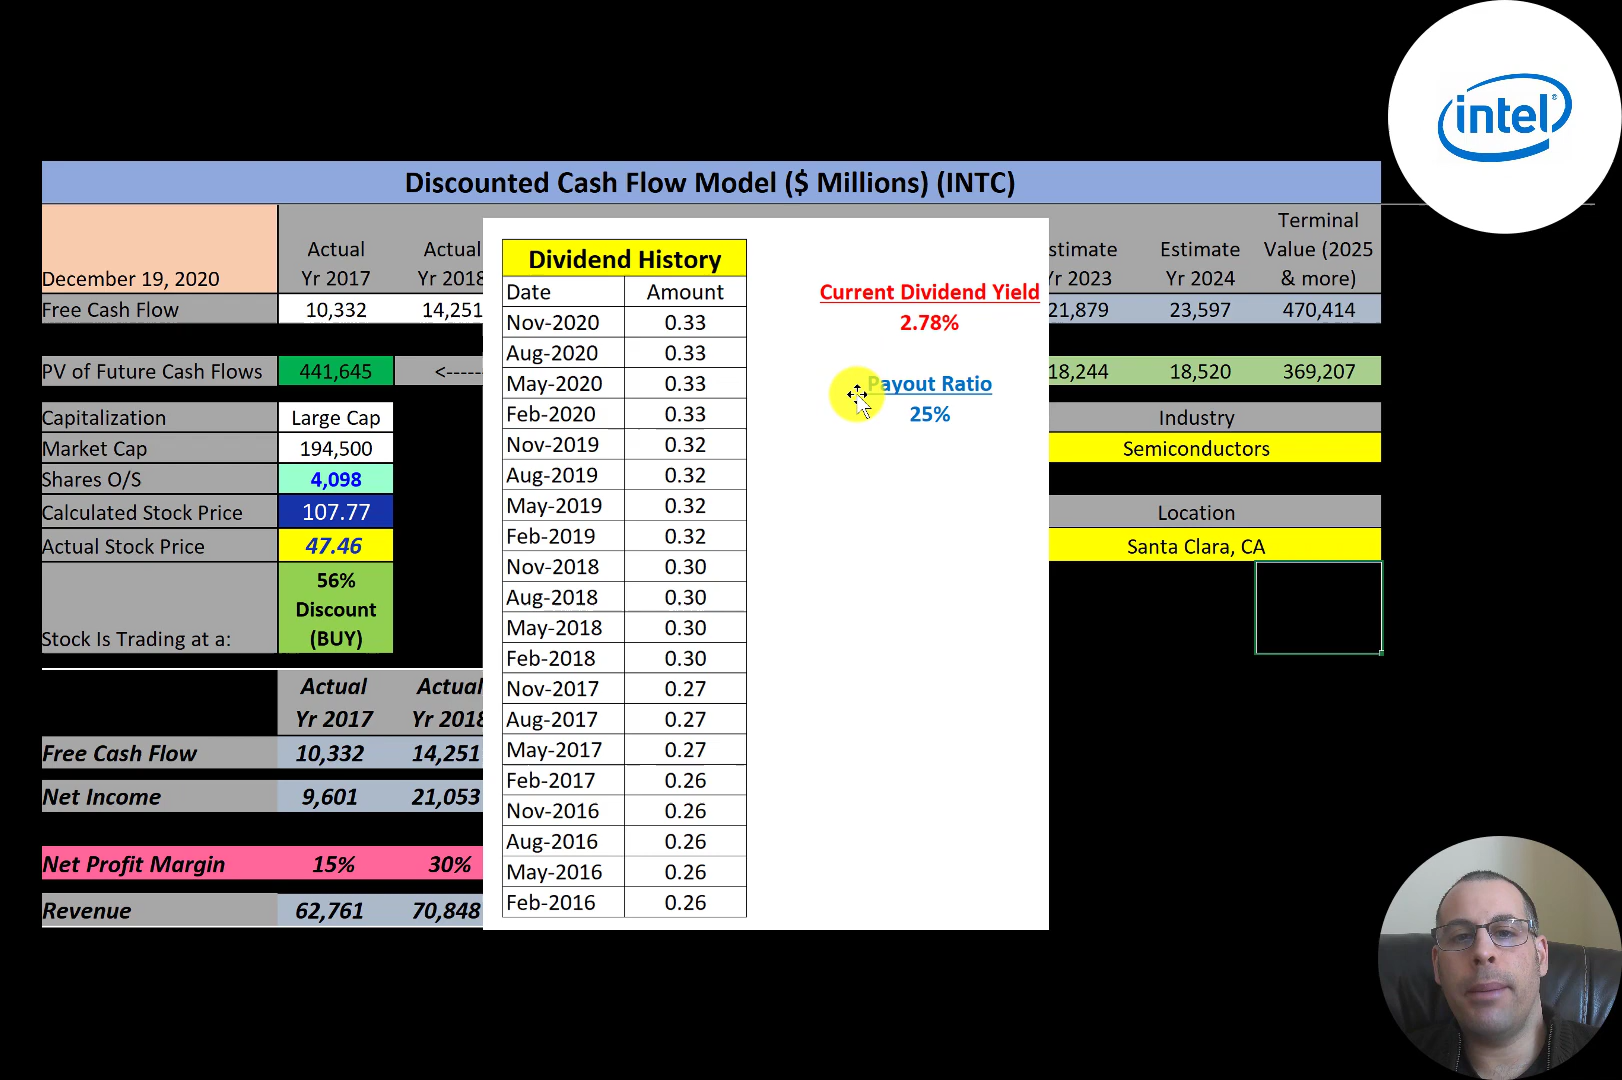 intel®
Discounted Cash Flow Model ($ Millions) (INTC)
December 19, 2020
Actual Yr 2017
Actual Yr 2018
Estimate Yr 2024
Terminal Value (2025 & more)
Free Cash Flow 10,332 14,251 21,879 23,597 470,414
PV of Future Cash Flows 441,645 <----- 18,244 18,520 369,207
Capitalization Large Cap
Market Cap 194,500
Shares O/S 4,098
Calculated Stock Price 107.77
Actual Stock Price 47.46
Stock Is Trading at a: 56% Discount (BUY)
Industry
Semiconductors
Location
Santa Clara, CA
Actual Yr 2017
Actual
Free Cash Flow 10,332 14,251
Net Income 9,601 21,053
Net Profit Margin 15% 30%
Revenue 62,761 70,848
Dividend History
Date Amount
Nov-2020 0.33
Aug-2020 0.33
May-2020 0.33
Feb-2020 0.33
Nov-2019 0.32
Aug-2019 0.32
May-2019 0.32
Feb-2019 0.32
Nov-2018 0.30
Aug-2018 0.30
May-2018 0.30
Feb-2018 0.30
Nov-2017 0.27
Aug-2017 0.27
May-2017 0.27
Feb-2017 0.26
Nov-2016 0.26
Aug-2016 0.26
May-2016 0.26
Feb-2016 0.26
Current Dividend Yield
2.78%
Payout Ratio
25%